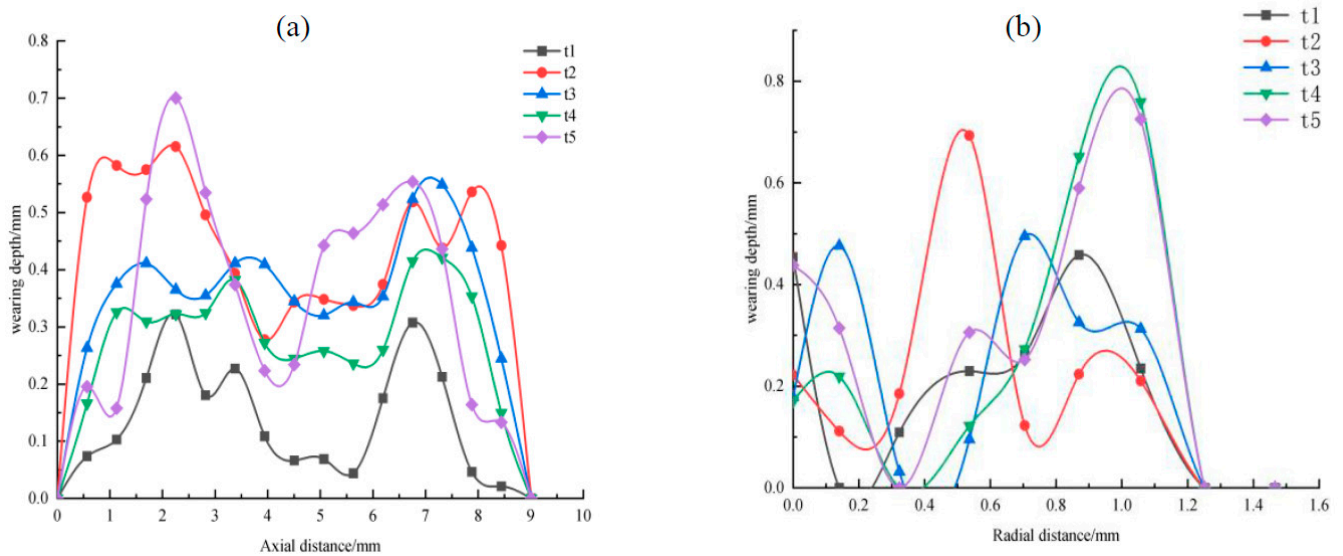 (a)
t1
t2
t3
t4
t5
0.8
0.7
0.6
0.5
0.4
0.3
0.2
0.1
0.0
wearing depth/mm
0 1 2 3 4 5 6 7 8 9 10
Axial distance/mm
(b)
t1
t2
t3
t4
t5
0.8
0.6
0.4
0.2
0.0
wearing depth/mm
0.0 0.2 0.4 0.6 0.8 1.0 1.2 1.4 1.6
Radial distance/mm